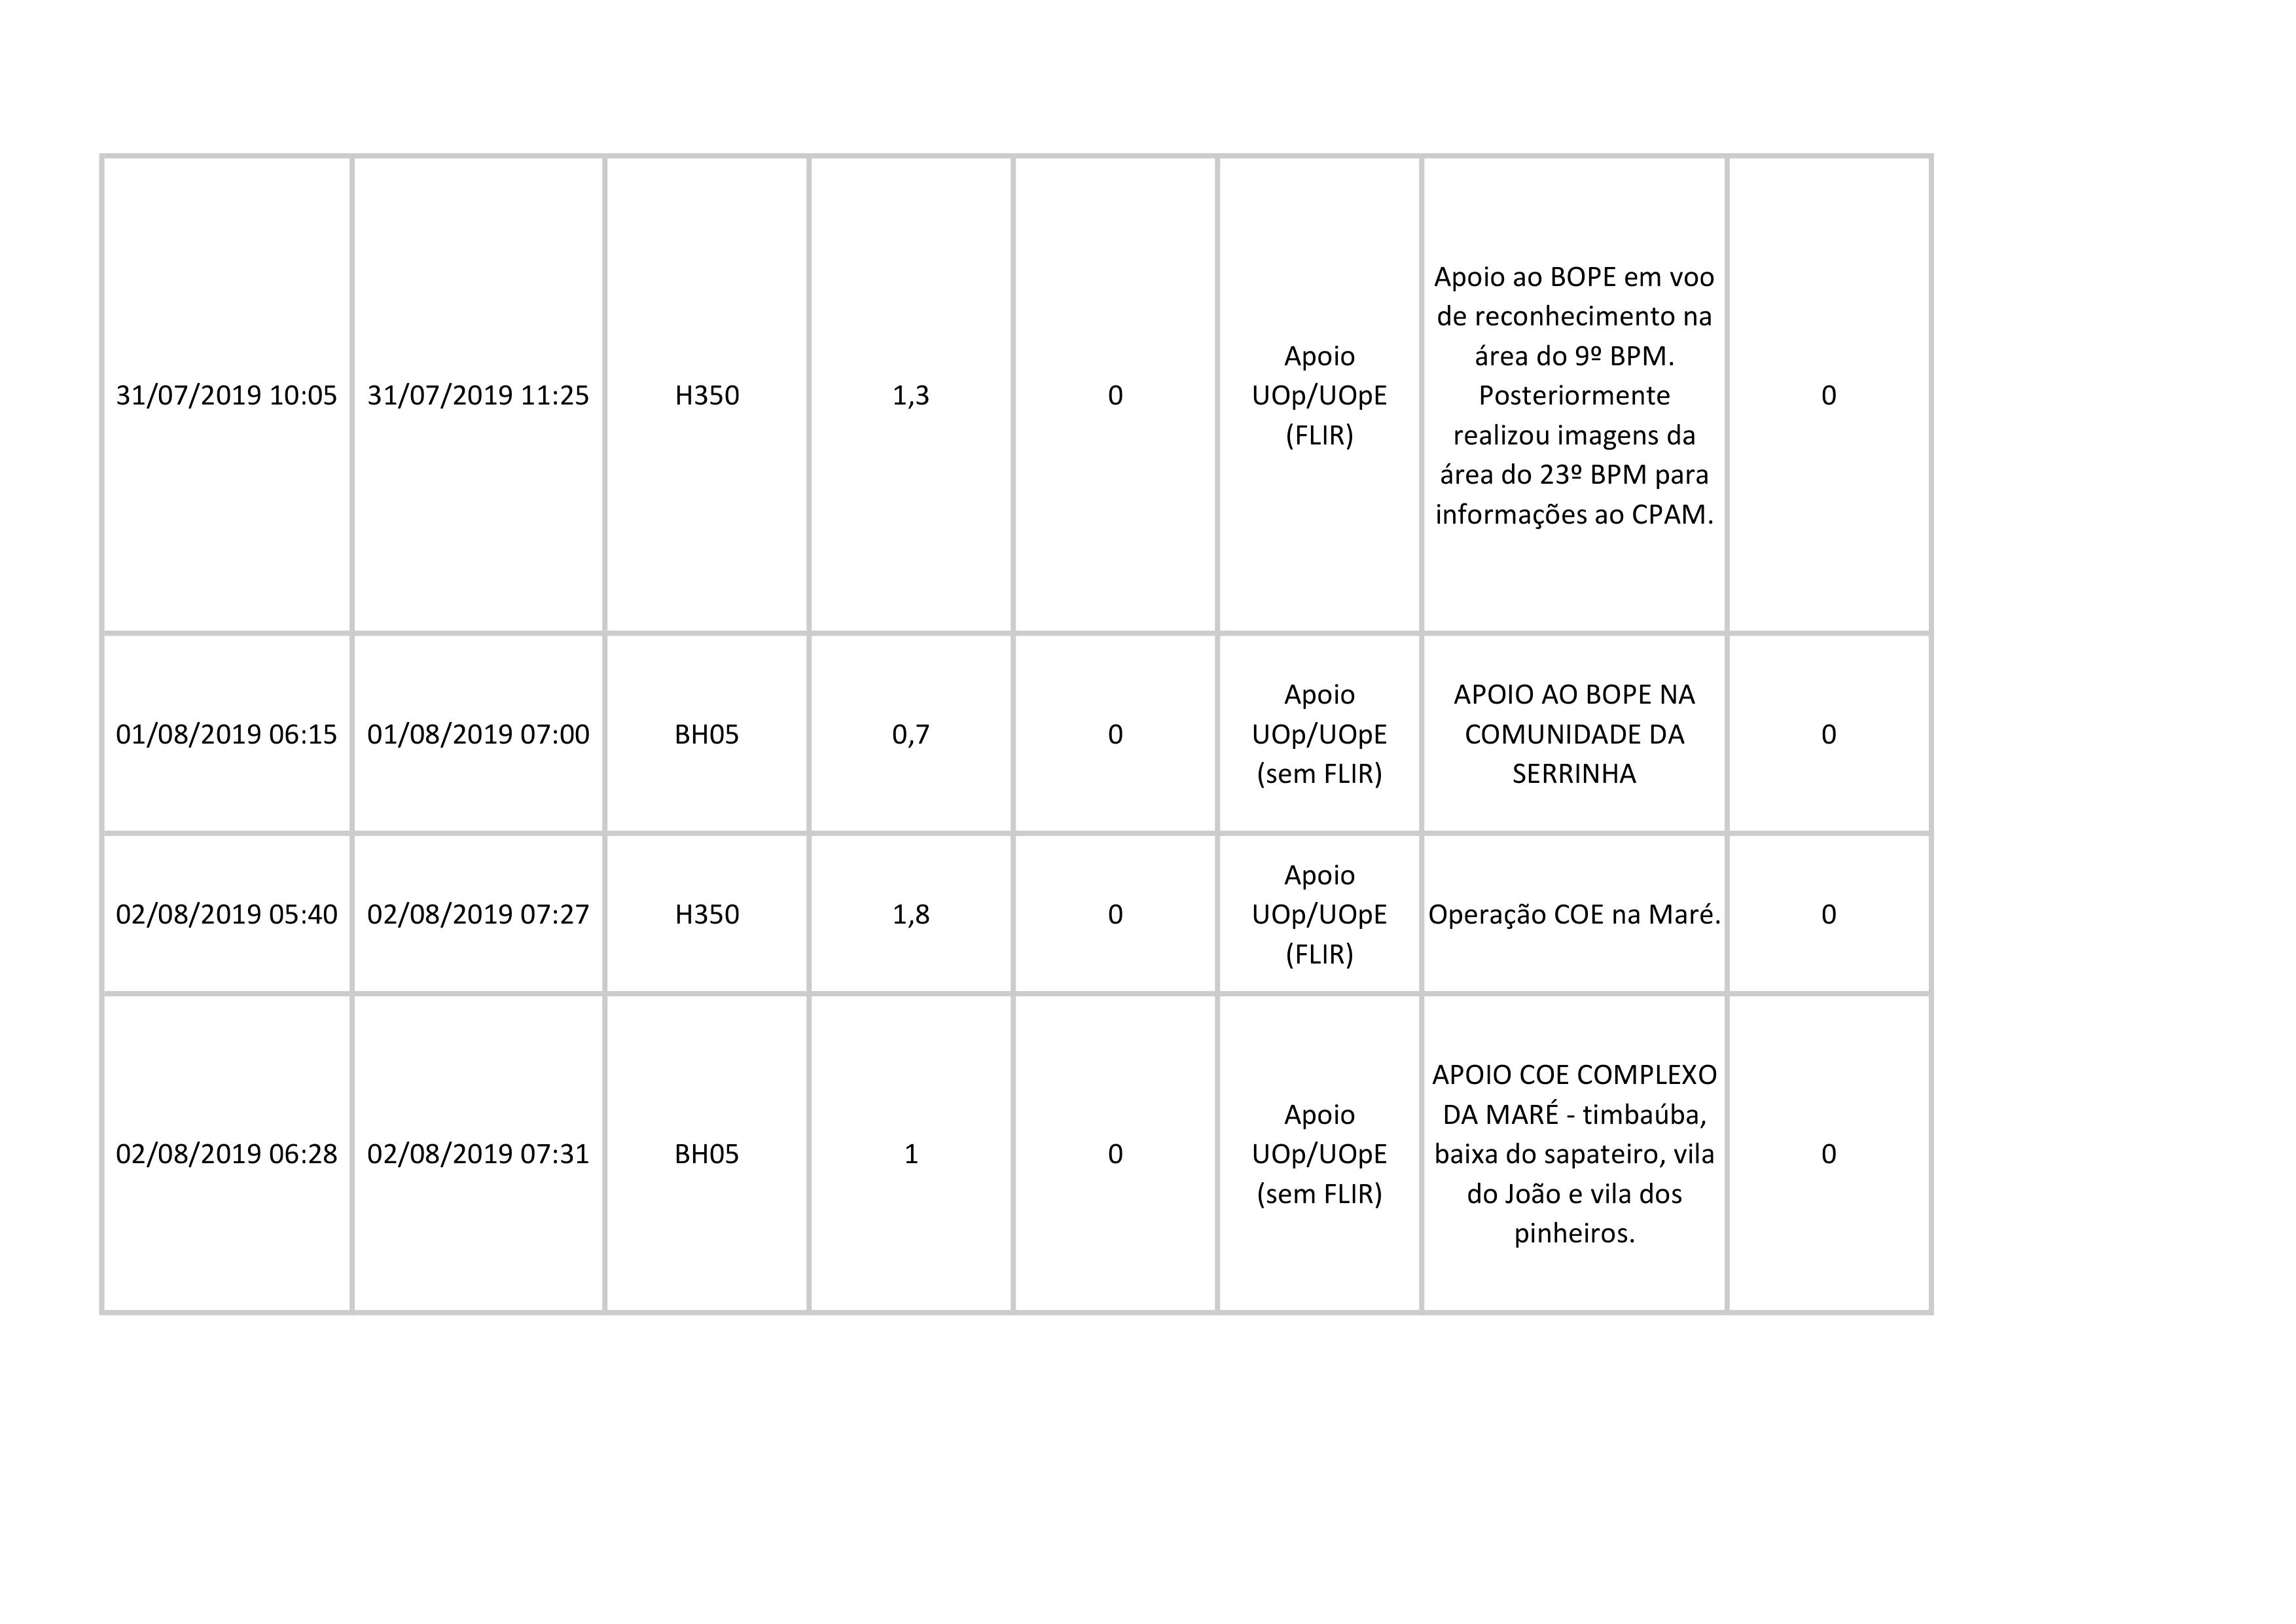 31/07/2019 10:05
31/07/2019 11:25
H350
1,3
0
Apoio
UOp/UOpE
(FLIR)
Apoio ao BOPE em voo
de reconhecimento na
área do 9º BPM.
Posteriormente
realizou imagens da
área do 23º BPM para
informações ao CPAM.
0
01/08/2019 06:15
01/08/2019 07:00
BH05
0,7
0
Apoio
UOp/UOpE
(sem FLIR)
APOIO AO BOPE NA
COMUNIDADE DA
SERRINHA
0
02/08/2019 05:40
02/08/2019 07:27
H350
1,8
0
Apoio
UOp/UOpE
(FLIR)
Operação COE na Maré.
0
02/08/2019 06:28
02/08/2019 07:31
BH05
1
0
Apoio
UOp/UOpE
(sem FLIR)
APOIO COE COMPLEXO
DA MARÉ - timbaúba,
baixa do sapateiro, vila
do João e vila dos
pinheiros.
0